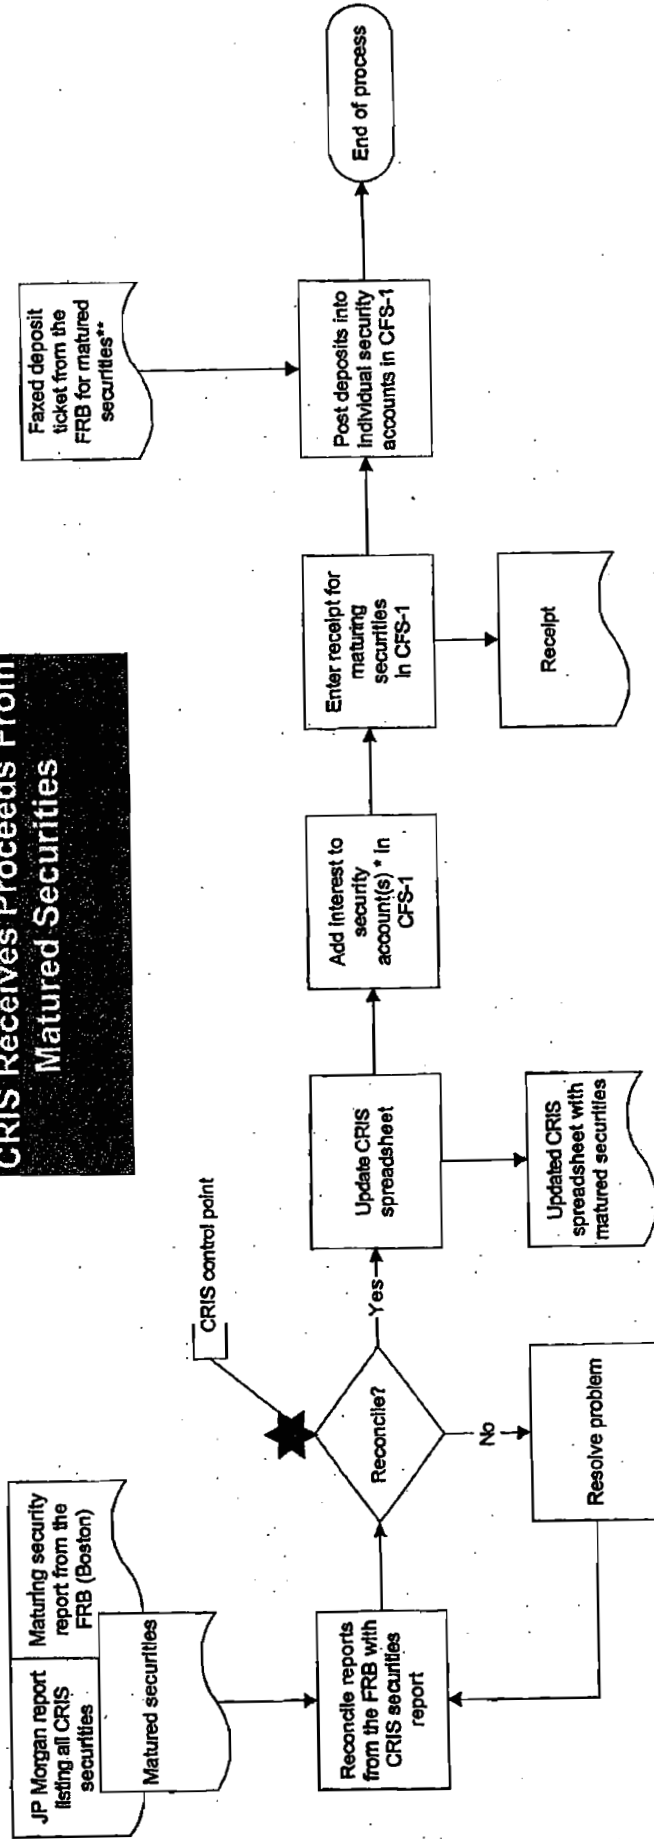 CRIS Receives Proceeds From
Matured Securities
JP Morgan report
listing all CRIS
securities
Maturing security
report from the
FRB (Boston)
Matured securities
Reconcile reports
from the FRB with
CRIS securities
report
CRIS control point
Reconcile?
Yes
No
Resolve problem
Update CRIS
spreadsheet
Updated CRIS
spreadsheet with
matured securities
Add interest to
security
account(s) * in
CFS-1
Enter receipt for
maturing
securities
in CFS-1
Receipt
Faxed deposit
ticket from the
FRB for matured
securities**
Post deposits into
individual security
accounts in CFS-1
End of process